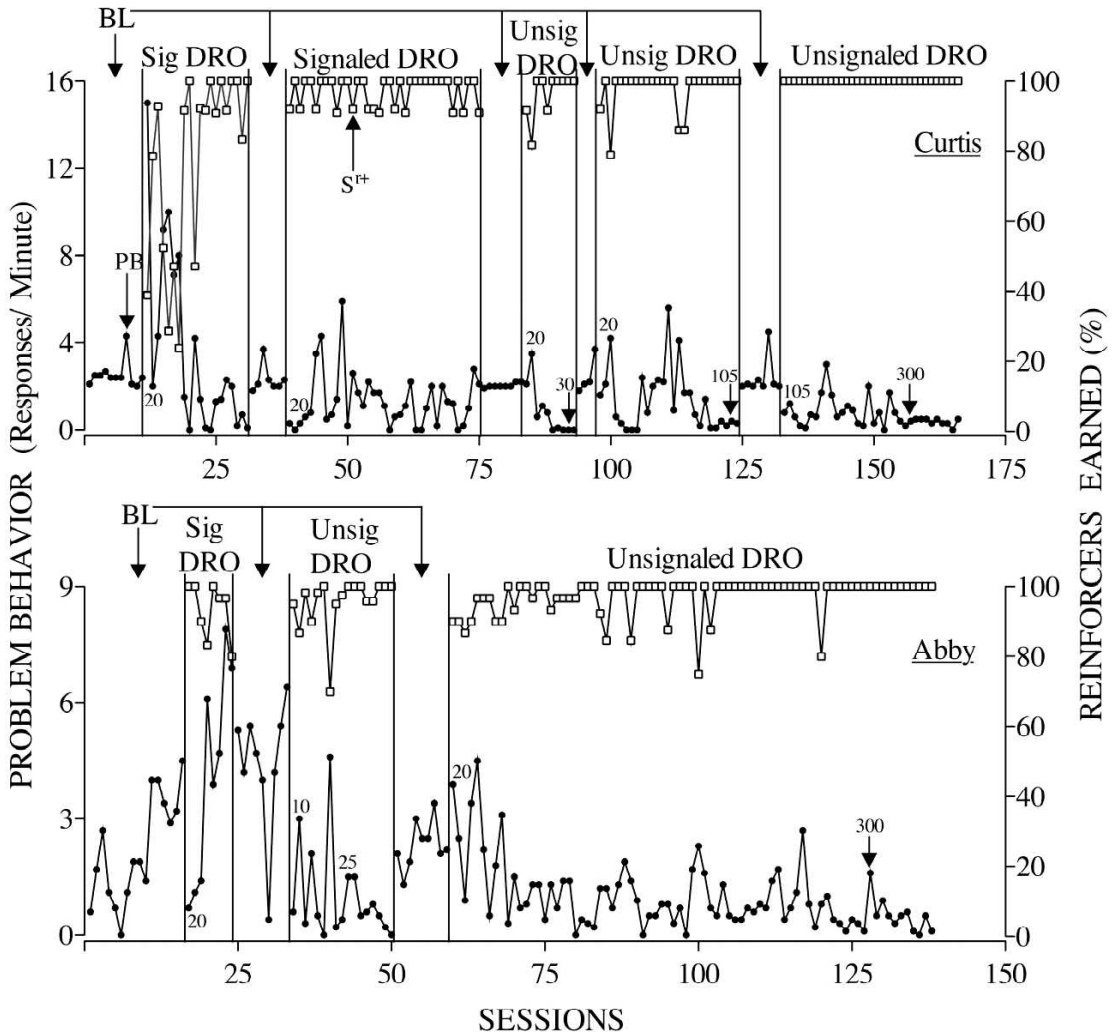 BL
Sig DRO
Signaled DRO
Unsig
DRO
Unsig DRO
Unsignaled DRO
16
12
8
4
0
100
80
60
40
20
0
Curtis
PB
Sʳ⁺
20
20
20
30
20
105
105
300
25 50 75 100 125 150 175
BL
Sig
DRO
Unsig
DRO
Unsignaled DRO
9
6
3
0
100
80
60
40
20
0
Abby
20
10
25
20
300
25 50 75 100 125 150
SESSIONS
PROBLEM BEHAVIOR (Responses/ Minute)
REINFORCERS EARNED (%)